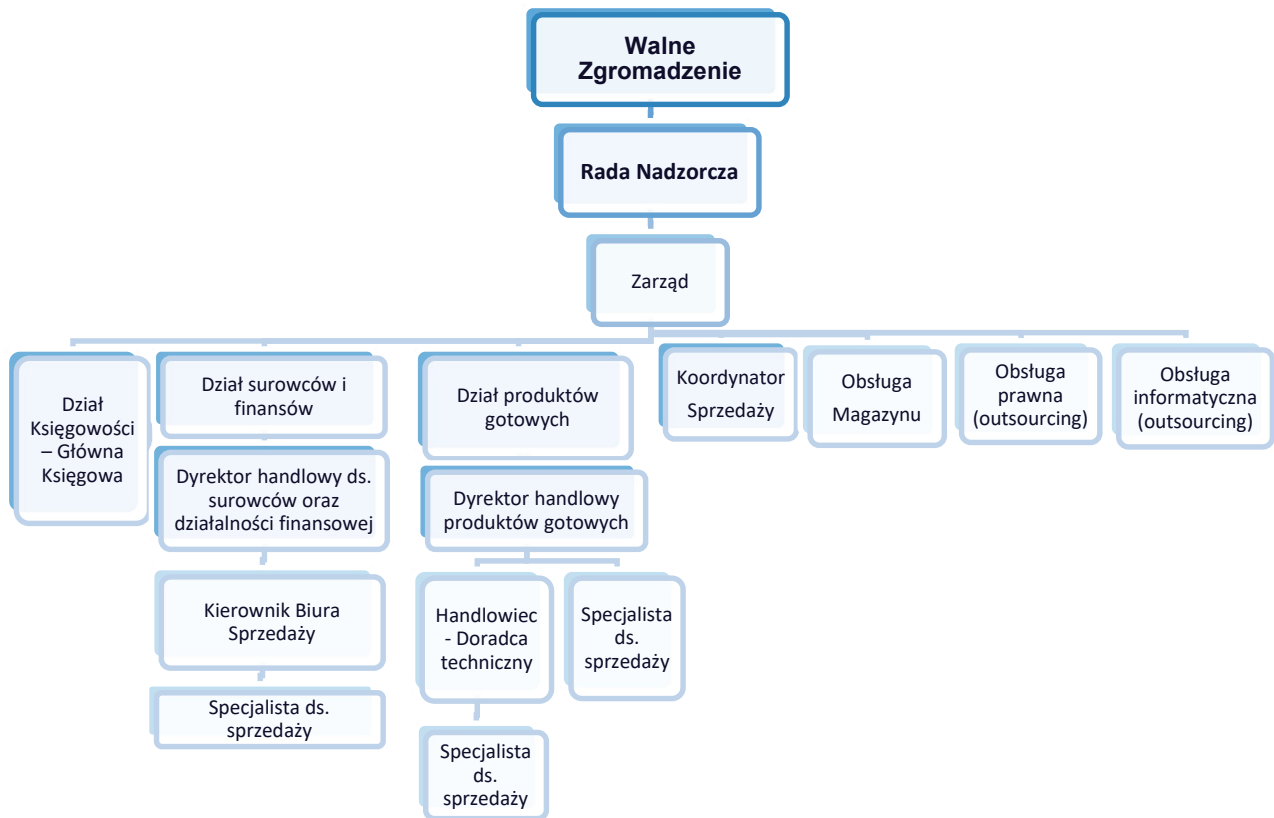 Walne
Zgromadzenie
Rada Nadzorcza
Zarząd
Dział
Księgowości
– Główna
Księgowa
Dział surowców i
finansów
Dyrektor handlowy ds.
surowców oraz
działalności finansowej
Kierownik Biura
Sprzedaży
Specjalista ds.
sprzedaży
Dział produktów
gotowych
Dyrektor handlowy
produktów gotowych
Handlowiec
- Doradca
techniczny
Specjalista
ds.
sprzedaży
Specjalista
ds.
sprzedaży
Koordynator
Sprzedaży
Obsługa
Magazynu
Obsługa
prawna
(outsourcing)
Obsługa
informatyczna
(outsourcing)